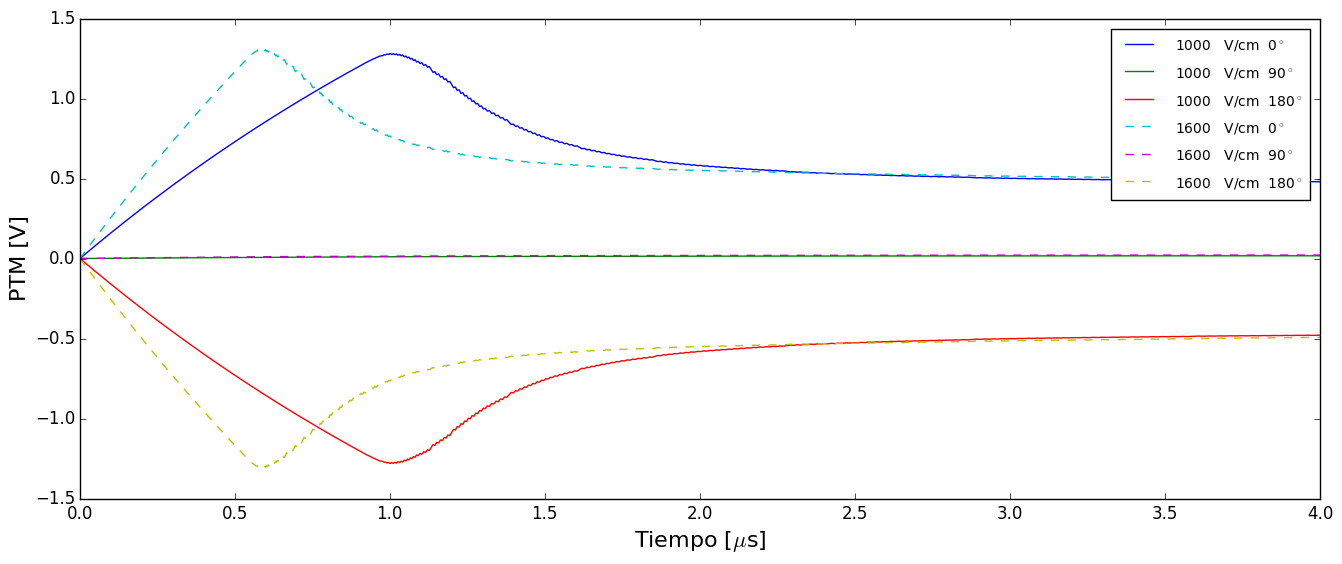 1.5
1.0
0.5
0.0
−0.5
−1.0
−1.5
PTM [V]
1000 V/cm 0°
1000 V/cm 90°
1000 V/cm 180°
1600 V/cm 0°
1600 V/cm 90°
1600 V/cm 180°
0.0 0.5 1.0 1.5 2.0 2.5 3.0 3.5 4.0
Tiempo [μs]